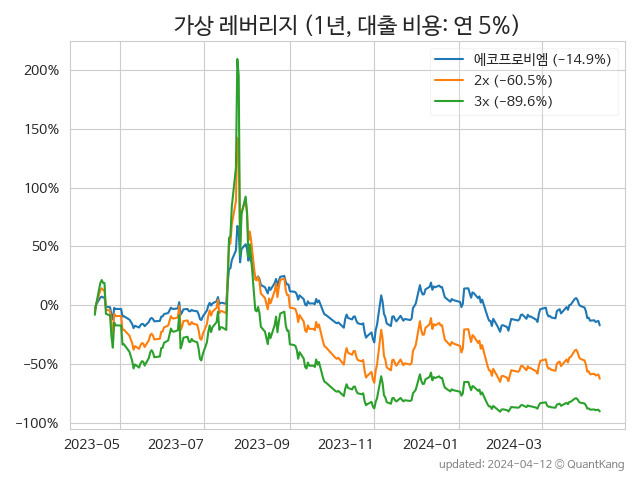 가상 레버리지 (1년, 대출 비용: 연 5%)
에코프로비엠 (−14.9%)
2x (−60.5%)
3x (−89.6%)
200%
150%
100%
50%
0%
−50%
−100%
2023-05 2023-07 2023-09 2023-11 2024-01 2024-03
updated: 2024-04-12 © QuantKang